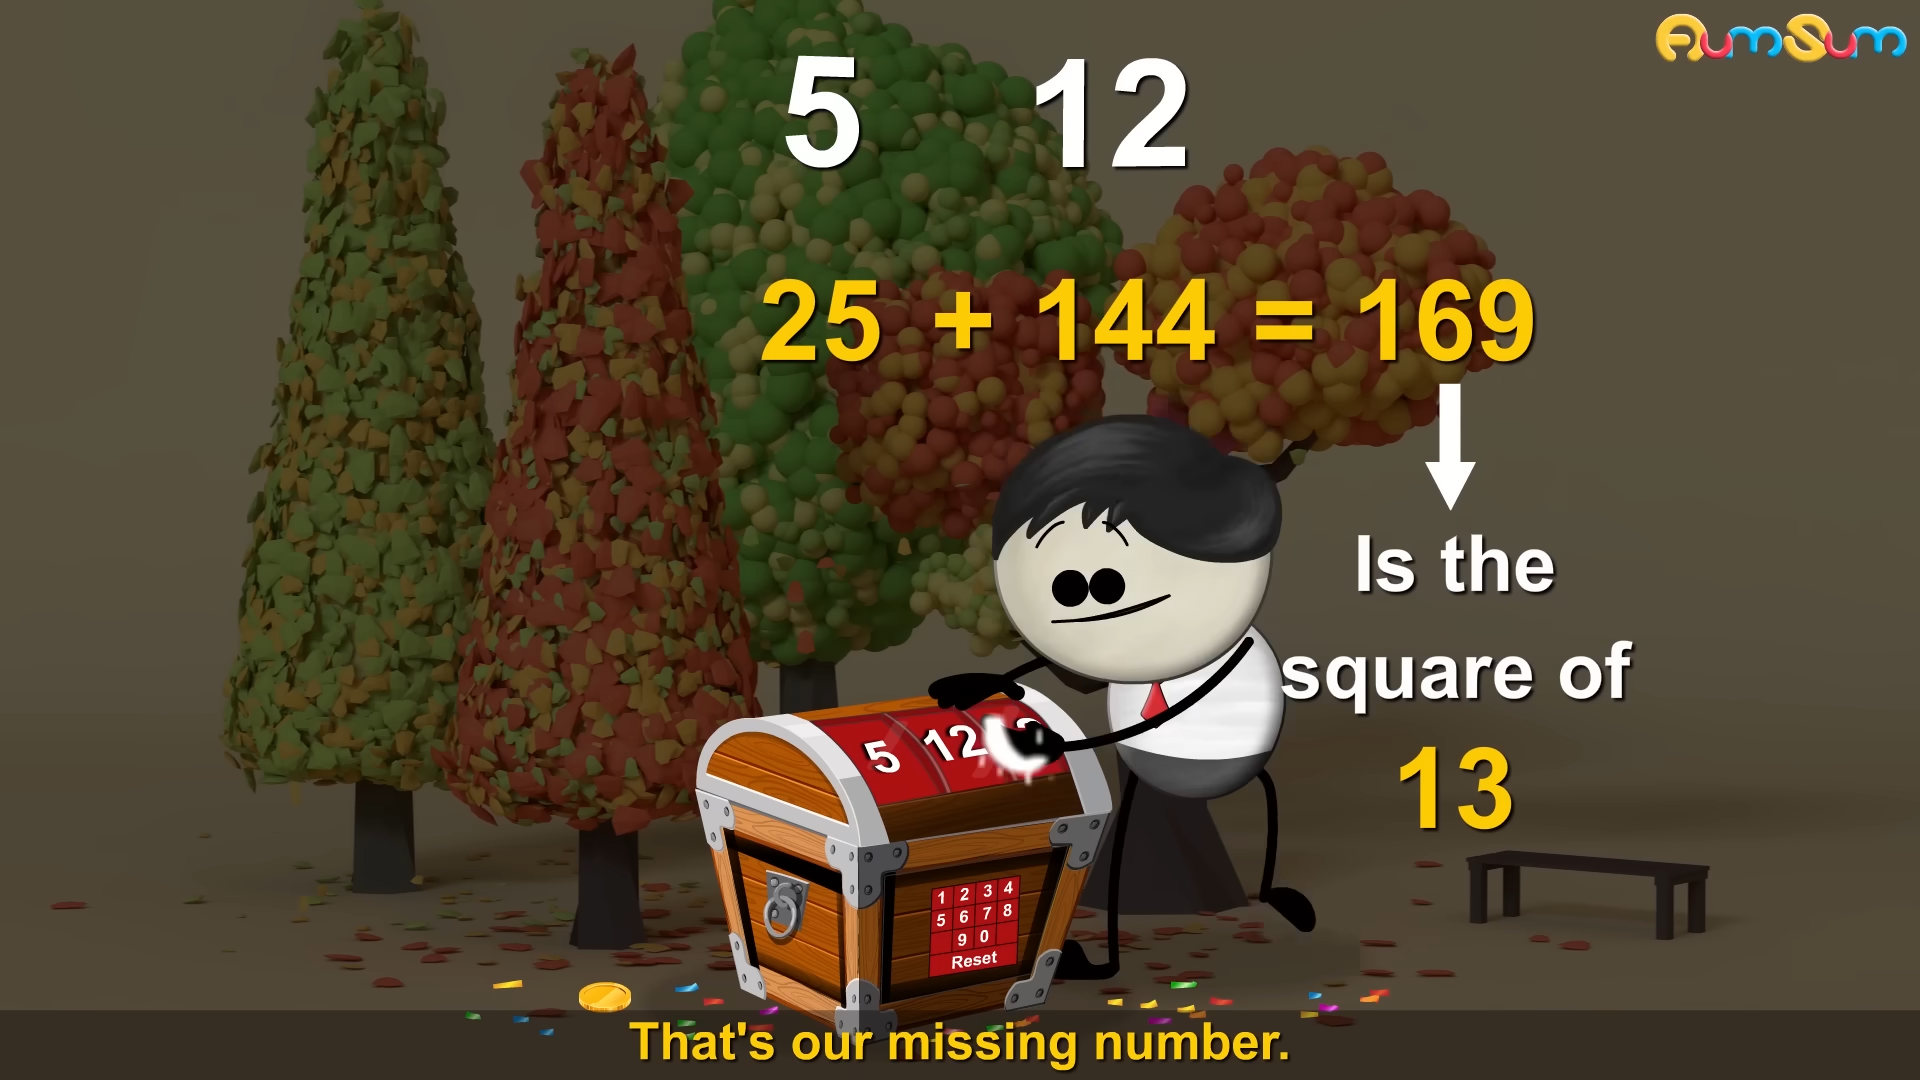 AumSum
5 12
25 + 144 = 169
Is the
square of
13
5 12
1 2 3 4
5 6 7 8
9 0
Reset
That's our missing number.